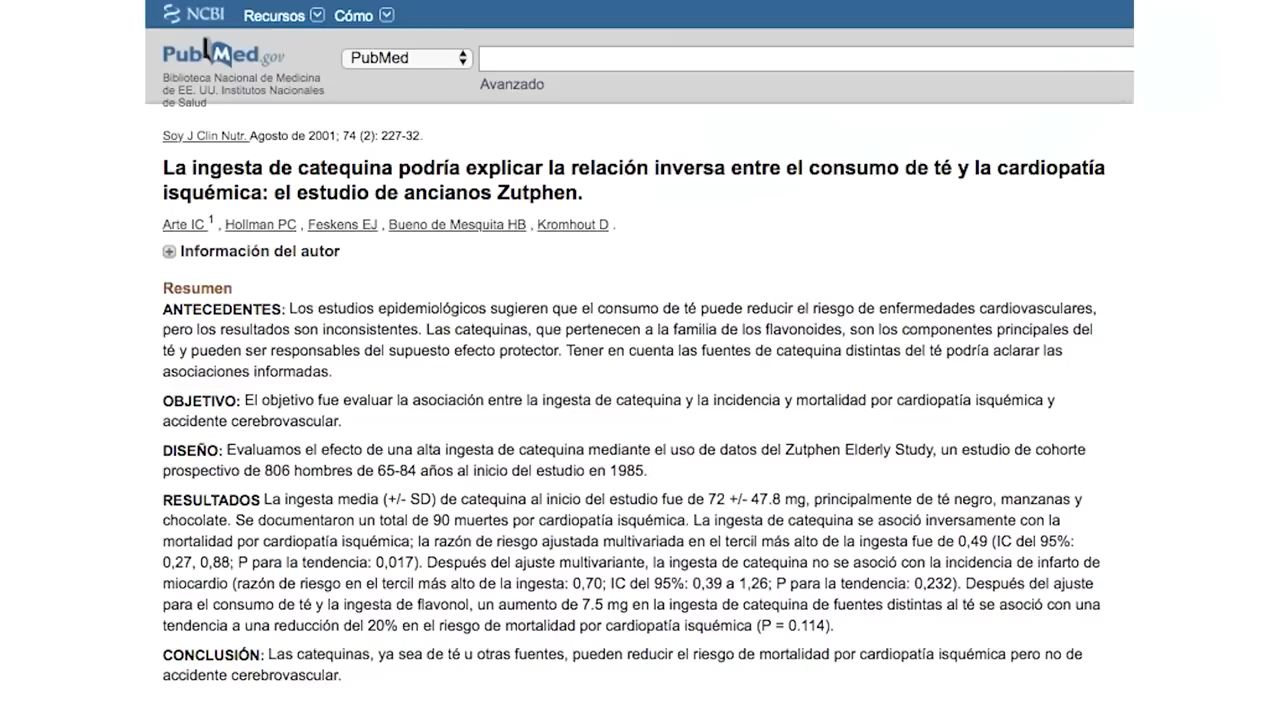 NCBI Recursos Cómo
PubMed.gov
PubMed
Biblioteca Nacional de Medicina
de EE. UU. Institutos Nacionales
de Salud
Avanzado
Soy J Clin Nutr. Agosto de 2001; 74 (2): 227-32.
La ingesta de catequina podría explicar la relación inversa entre el consumo de té y la cardiopatía
isquémica: el estudio de ancianos Zutphen.
Arte IC 1 , Hollman PC , Feskens EJ , Bueno de Mesquita HB , Kromhout D .
Información del autor
Resumen
ANTECEDENTES: Los estudios epidemiológicos sugieren que el consumo de té puede reducir el riesgo de enfermedades cardiovasculares,
pero los resultados son inconsistentes. Las catequinas, que pertenecen a la familia de los flavonoides, son los componentes principales del
té y pueden ser responsables del supuesto efecto protector. Tener en cuenta las fuentes de catequina distintas del té podría aclarar las
asociaciones informadas.
OBJETIVO: El objetivo fue evaluar la asociación entre la ingesta de catequina y la incidencia y mortalidad por cardiopatía isquémica y
accidente cerebrovascular.
DISEÑO: Evaluamos el efecto de una alta ingesta de catequina mediante el uso de datos del Zutphen Elderly Study, un estudio de cohorte
prospectivo de 806 hombres de 65-84 años al inicio del estudio en 1985.
RESULTADOS La ingesta media (+/- SD) de catequina al inicio del estudio fue de 72 +/- 47.8 mg, principalmente de té negro, manzanas y
chocolate. Se documentaron un total de 90 muertes por cardiopatía isquémica. La ingesta de catequina se asoció inversamente con la
mortalidad por cardiopatía isquémica; la razón de riesgo ajustada multivariada en el tercil más alto de la ingesta fue de 0,49 (IC del 95%:
0,27, 0,88; P para la tendencia: 0,017). Después del ajuste multivariante, la ingesta de catequina no se asoció con la incidencia de infarto de
miocardio (razón de riesgo en el tercil más alto de la ingesta: 0,70; IC del 95%: 0,39 a 1,26; P para la tendencia: 0,232). Después del ajuste
para el consumo de té y la ingesta de flavonol, un aumento de 7.5 mg en la ingesta de catequina de fuentes distintas al té se asoció con una
tendencia a una reducción del 20% en el riesgo de mortalidad por cardiopatía isquémica (P = 0.114).
CONCLUSIÓN: Las catequinas, ya sea de té u otras fuentes, pueden reducir el riesgo de mortalidad por cardiopatía isquémica pero no de
accidente cerebrovascular.